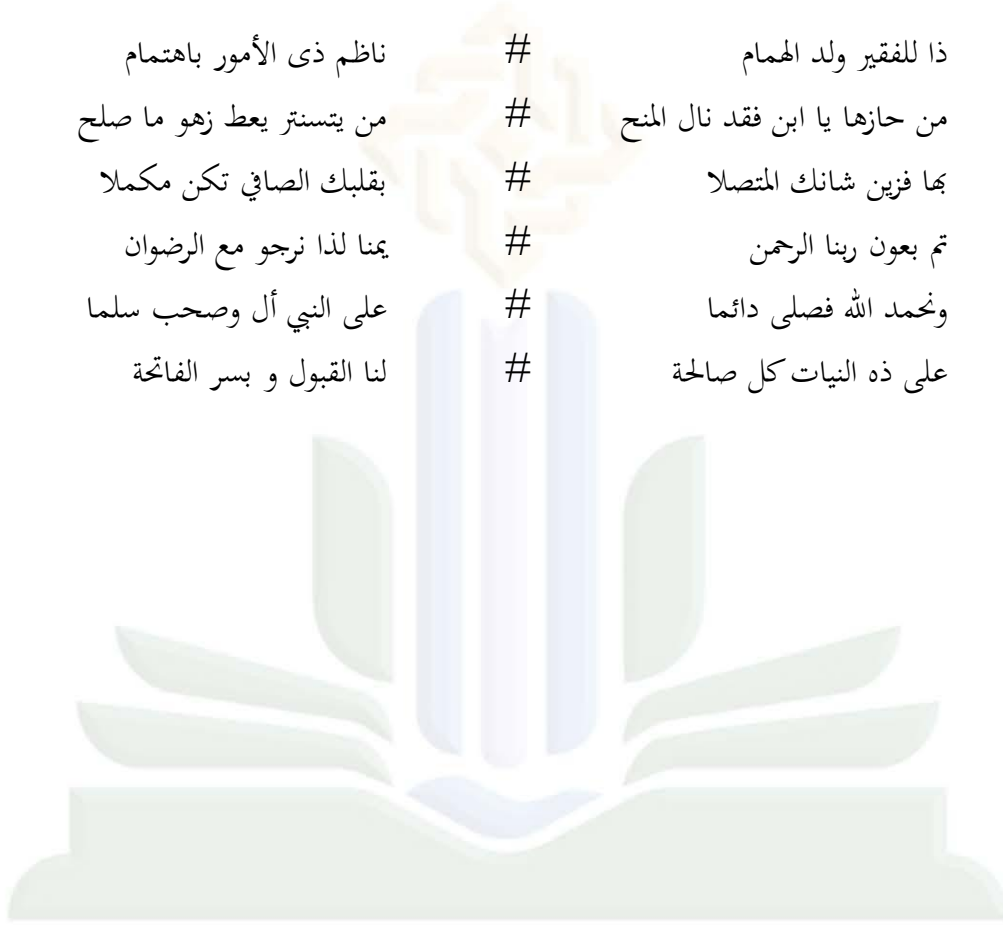 ذا للفقير ولد الهمام # ناظم ذى الأمور باهتمام
من حازها يا ابن فقد نال المنح # من يتسنتر يعط زهو ما صلح
بها فزين شانك المتصلا # بقلبك الصافي تكن مكملا
تم بعون ربنا الرحمن # يمنا لذا نرجو مع الرضوان
ونحمد الله فصلى دائما # على النبي أل وصحب سلما
على ذه النيات كل صالحة # لنا القبول و بسر الفاتحة